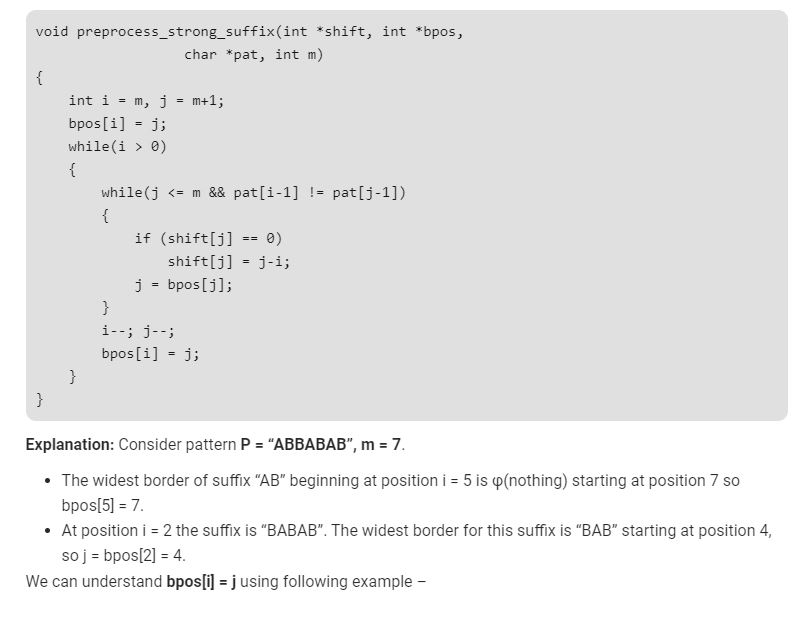 void preprocess_strong_suffix(int *shift, int *bpos,
char *pat, int m)
{
int i = m, j = m+1;
bpos[i] = j;
while(i > 0)
{
while(j <= m && pat[i-1] != pat[j-1])
{
if (shift[j] == 0)
shift[j] = j-i;
j = bpos[j];
}
i--; j--;
bpos[i] = j;
}
}
Explanation: Consider pattern P = “ABBABAB”, m = 7.
• The widest border of suffix “AB” beginning at position i = 5 is φ(nothing) starting at position 7 so
bpos[5] = 7.
• At position i = 2 the suffix is “BABAB”. The widest border for this suffix is “BAB” starting at position 4,
so j = bpos[2] = 4.
We can understand bpos[i] = j using following example –